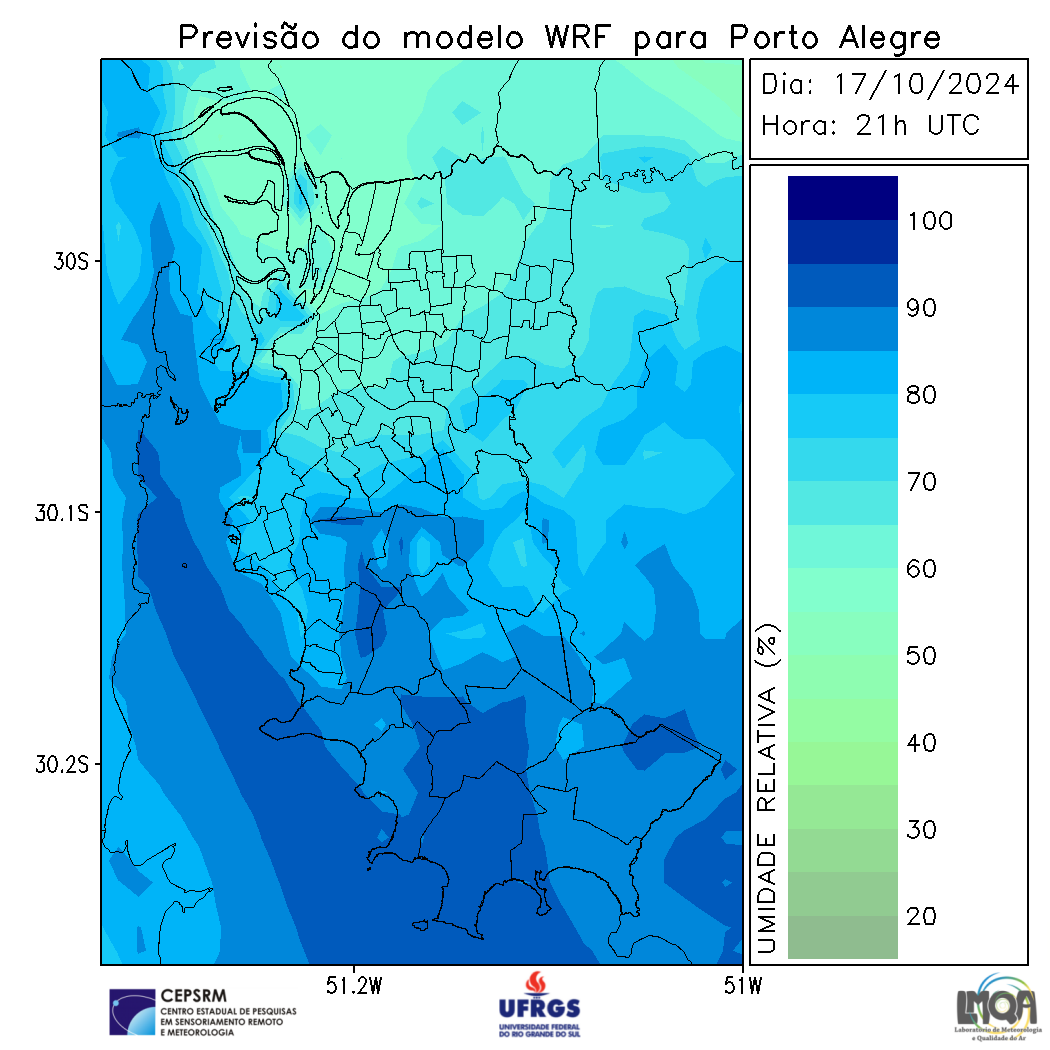 Previsão do modelo WRF para Porto Alegre
Dia: 17/10/2024
Hora: 21h UTC
100
90
80
70
60
50
40
30
20
UMIDADE RELATIVA (%)
30S
30.1S
30.2S
51.2W
51W
CEPSRM
CENTRO ESTADUAL DE PESQUISAS
EM SENSORIAMENTO REMOTO
E METEOROLOGIA
UFRGS
UNIVERSIDADE FEDERAL
DO RIO GRANDE DO SUL
LMQA
Laboratório de Meteorologia
e Qualidade do Ar